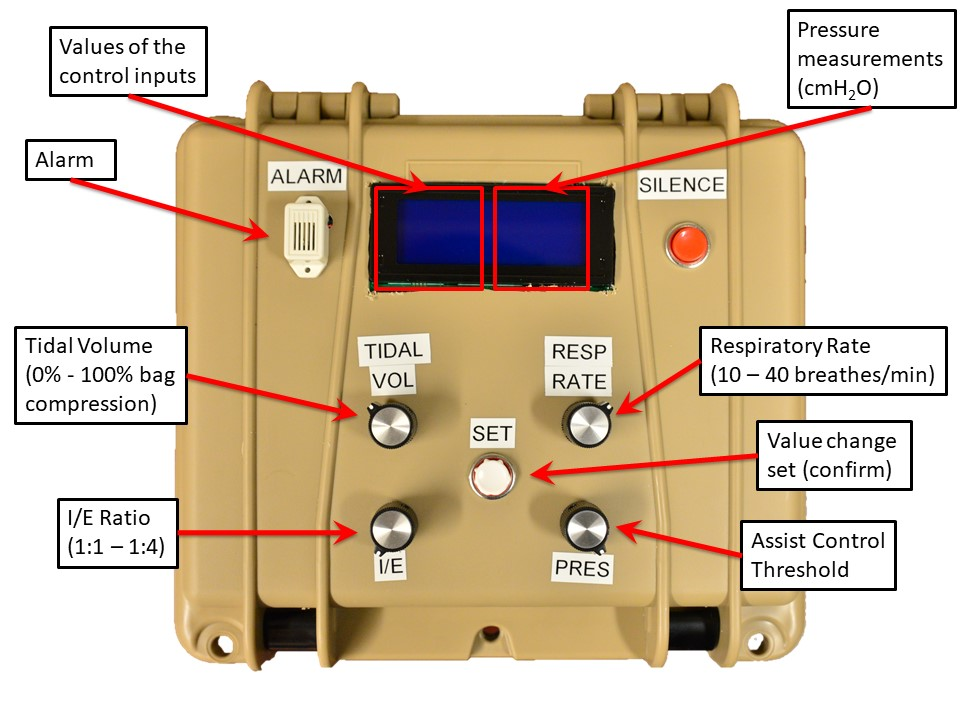 Values of the
control inputs
Pressure
measurements
(cmH₂O)
Alarm
ALARM
SILENCE
Tidal Volume
(0% - 100% bag
compression)
TIDAL
VOL
RESP
RATE
Respiratory Rate
(10 – 40 breathes/min)
SET
Value change
set (confirm)
I/E Ratio
(1:1 – 1:4)
I/E
PRES
Assist Control
Threshold